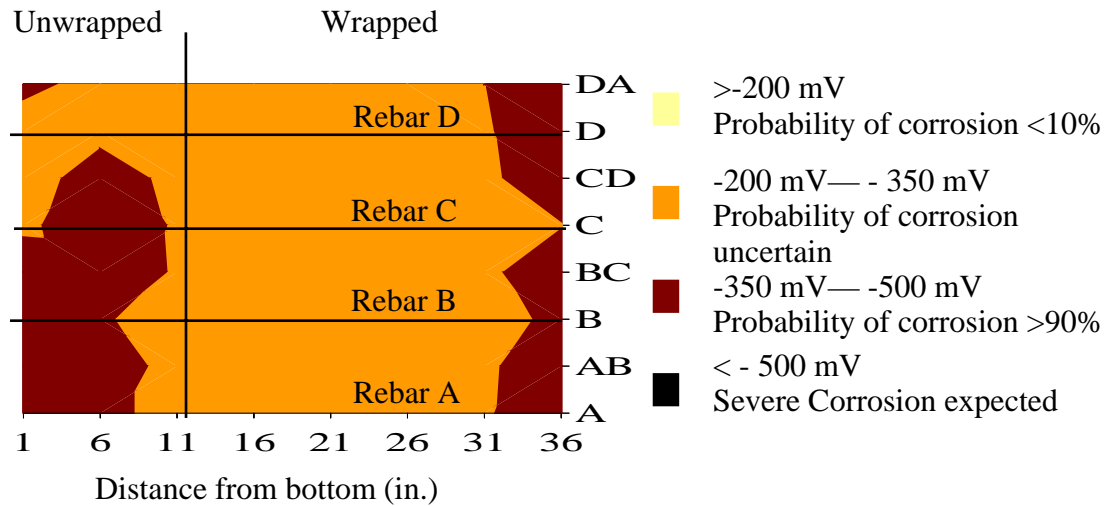 Unwrapped
Wrapped
DA
Rebar D
D
CD
Rebar C
C
BC
Rebar B
B
AB
Rebar A
A
1 6 11 16 21 26 31 36
Distance from bottom (in.)
>-200 mV
Probability of corrosion <10%
-200 mV— - 350 mV
Probability of corrosion
uncertain
-350 mV— -500 mV
Probability of corrosion >90%
< - 500 mV
Severe Corrosion expected